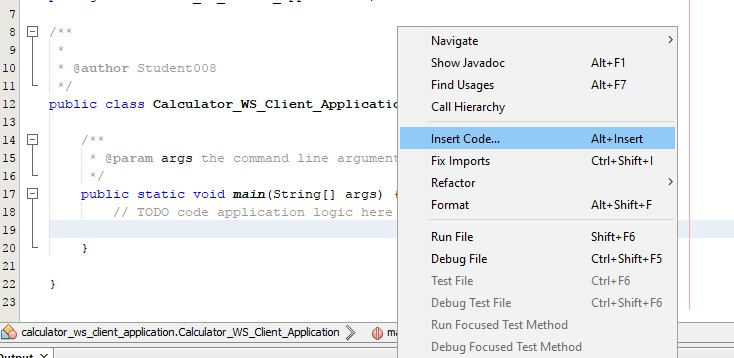 7
8 /**
9 *
10 * @author Student008
11 */
12 public class Calculator_WS_Client_Applicatio
13
14 /**
15 * @param args the command line argument
16 */
17 public static void main(String[] args) {
18 // TODO code application logic here
19
20 }
21
22 }
23
Navigate
Show Javadoc Alt+F1
Find Usages Alt+F7
Call Hierarchy
Insert Code... Alt+Insert
Fix Imports Ctrl+Shift+I
Refactor
Format Alt+Shift+F
Run File Shift+F6
Debug File Ctrl+Shift+F5
Test File Ctrl+F6
Debug Test File Ctrl+Shift+F6
Run Focused Test Method
Debug Focused Test Method
calculator_ws_client_application.Calculator_WS_Client_Application ma
Output x